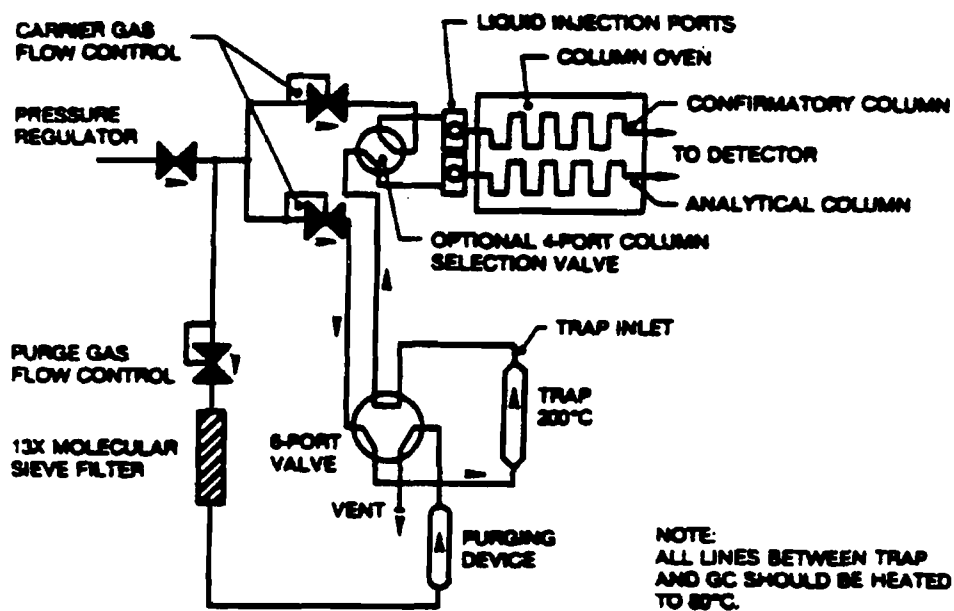 CARRIER GAS
FLOW CONTROL
LIQUID INJECTION PORTS
COLUMN OVEN
CONFIRMATORY COLUMN
PRESSURE
REGULATOR
TO DETECTOR
ANALYTICAL COLUMN
OPTIONAL 4-PORT COLUMN
SELECTION VALVE
TRAP INLET
PURGE GAS
FLOW CONTROL
TRAP
200°C
6-PORT
VALVE
13X MOLECULAR
SIEVE FILTER
VENT
PURGING
DEVICE
NOTE:
ALL LINES BETWEEN TRAP
AND GC SHOULD BE HEATED
TO 80°C.